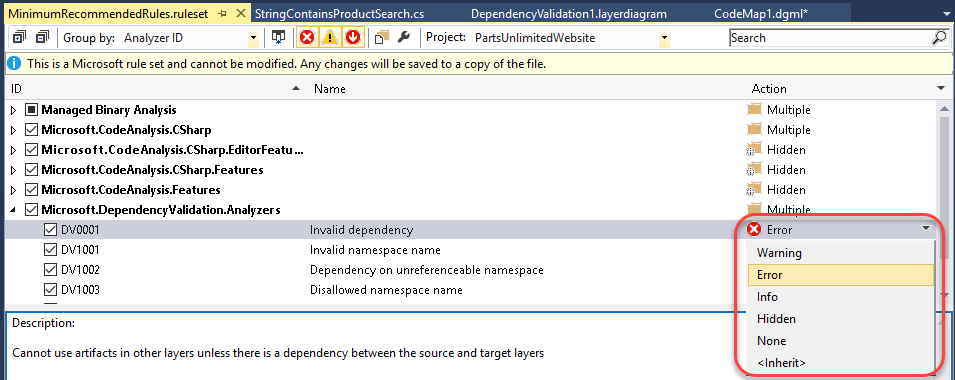 MinimumRecommendedRules.ruleset StringContainsProductSearch.cs DependencyValidation1.layerdiagram CodeMap1.dgml*
Group by: Analyzer ID Project: PartsUnlimitedWebsite Search
This is a Microsoft rule set and cannot be modified. Any changes will be saved to a copy of the file.
ID Name Action
Managed Binary Analysis Multiple
Microsoft.CodeAnalysis.CSharp Multiple
Microsoft.CodeAnalysis.CSharp.EditorFeatu... Hidden
Microsoft.CodeAnalysis.CSharp.Features Hidden
Microsoft.CodeAnalysis.Features Hidden
Microsoft.DependencyValidation.Analyzers Multiple
DV0001 Invalid dependency Error
DV1001 Invalid namespace name Warning
DV1002 Dependency on unreferenceable namespace Error
DV1003 Disallowed namespace name Info
Hidden
Description:
None
Cannot use artifacts in other layers unless there is a dependency between the source and target layers
<Inherit>